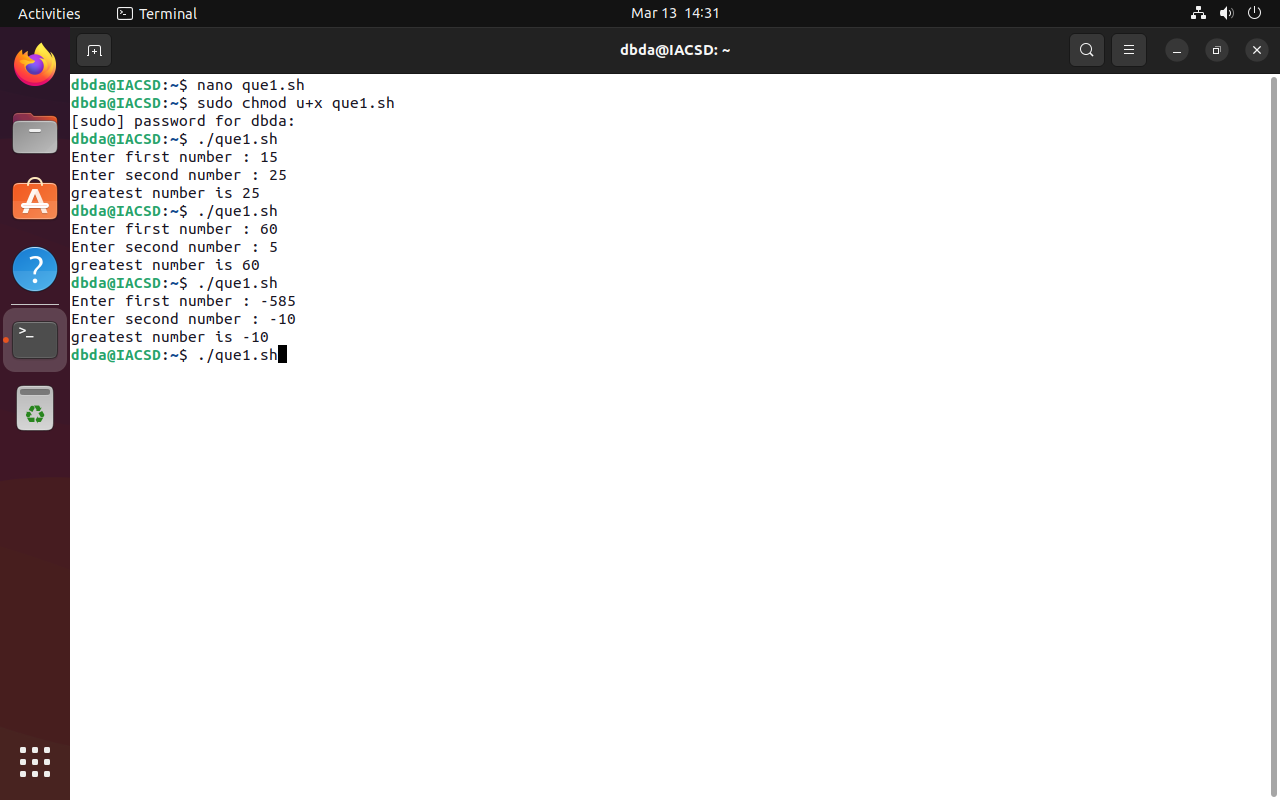 Activities
Terminal
Mar 13 14:31
dbda@IACSD: ~
dbda@IACSD:~$ nano que1.sh
dbda@IACSD:~$ sudo chmod u+x que1.sh
[sudo] password for dbda:
dbda@IACSD:~$ ./que1.sh
Enter first number : 15
Enter second number : 25
greatest number is 25
dbda@IACSD:~$ ./que1.sh
Enter first number : 60
Enter second number : 5
greatest number is 60
dbda@IACSD:~$ ./que1.sh
Enter first number : -585
Enter second number : -10
greatest number is -10
dbda@IACSD:~$ ./que1.sh